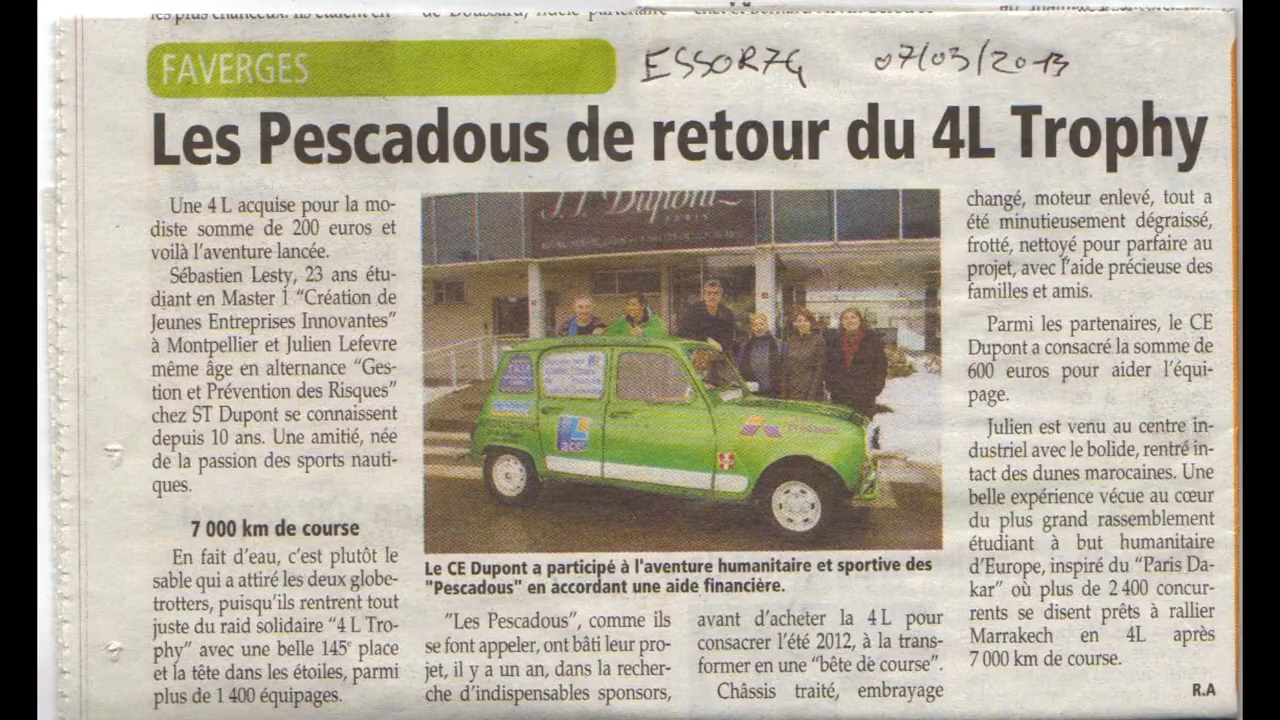 FAVERGES
ESSOR74 07/03/2013
Les Pescadous de retour du 4L Trophy
Une 4 L acquise pour la mo-
diste somme de 200 euros et
voilà l'aventure lancée.
Sébastien Lesty, 23 ans étu-
diant en Master 1 "Création de
Jeunes Entreprises Innovantes"
à Montpellier et Julien Lefevre
même âge en alternance "Ges-
tion et Prévention des Risques"
chez ST Dupont se connaissent
depuis 10 ans. Une amitié, née
de la passion des sports nauti-
ques.
7 000 km de course
En fait d'eau, c'est plutôt le
sable qui a attiré les deux globe-
trotters, puisqu'ils rentrent tout
juste du raid solidaire "4 L Tro-
phy" avec une belle 145e place
et la tête dans les étoiles, parmi
plus de 1 400 équipages.
Dupont
PARIS
acef
Le CE Dupont a participé à l'aventure humanitaire et sportive des
"Pescadous" en accordant une aide financière.
"Les Pescadous", comme ils
se font appeler, ont bâti leur pro-
jet, il y a un an, dans la recher-
che d'indispensables sponsors,
avant d'acheter la 4 L pour
consacrer l'été 2012, à la trans-
former en une "bête de course".
Châssis traité, embrayage
changé, moteur enlevé, tout a
été minutieusement dégraissé,
frotté, nettoyé pour parfaire au
projet, avec l'aide précieuse des
familles et amis.
Parmi les partenaires, le CE
Dupont a consacré la somme de
600 euros pour aider l'équi-
page.
Julien est venu au centre in-
dustriel avec le bolide, rentré in-
tact des dunes marocaines. Une
belle expérience vécue au cœur
du plus grand rassemblement
étudiant à but humanitaire
d'Europe, inspiré du "Paris Da-
kar" où plus de 2 400 concur-
rents se disent prêts à rallier
Marrakech en 4L après
7 000 km de course.
R.A